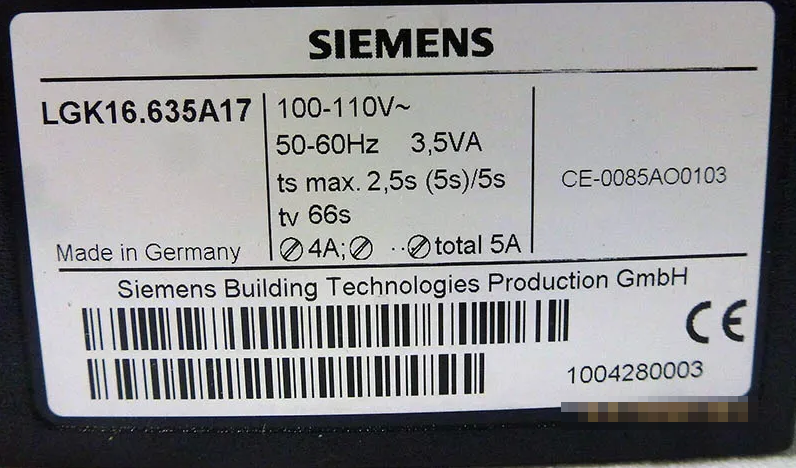 SIEMENS
LGK16.635A17
100-110V~
50-60Hz 3,5VA
ts max. 2,5s (5s)/5s
tv 66s
4A; ·· total 5A
CE-0085AO0103
Made in Germany
Siemens Building Technologies Production GmbH
CE
1004280003